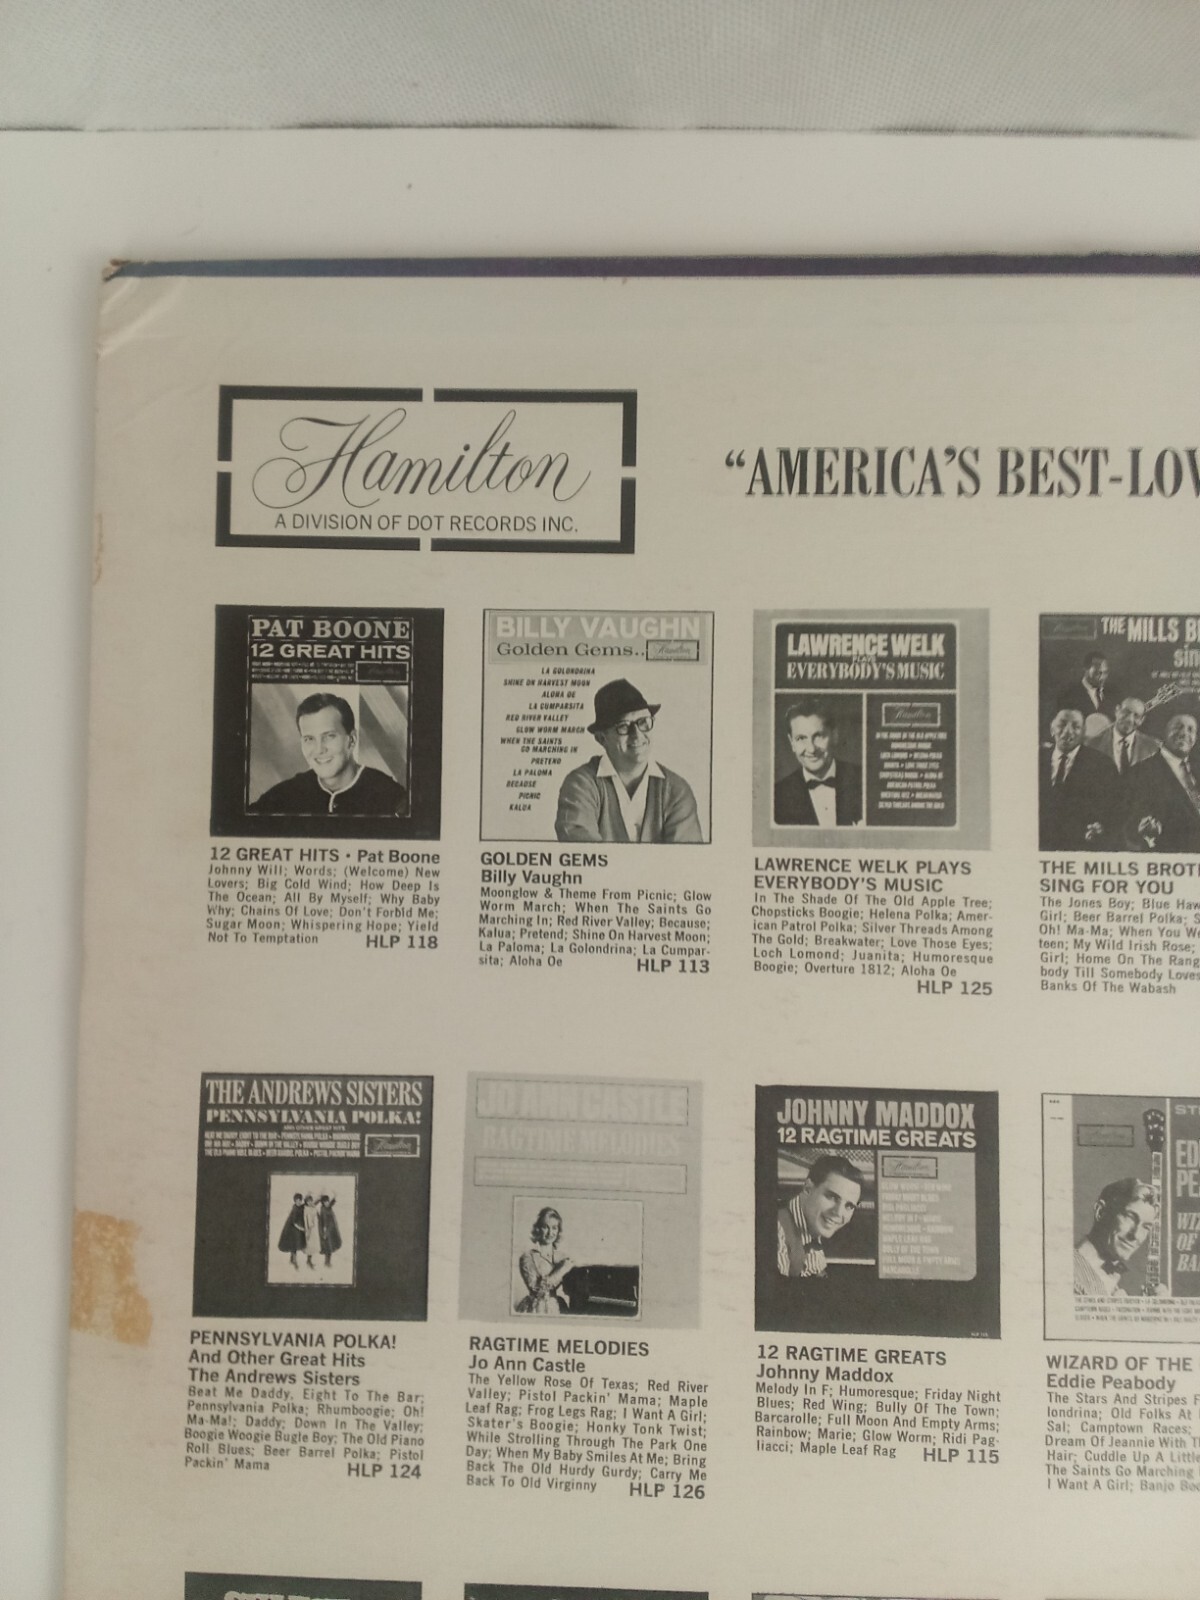 Hamilton
A DIVISION OF DOT RECORDS INC.
“AMERICA’S BEST-LOV
PAT BOONE
12 GREAT HITS
12 GREAT HITS • Pat Boone
Johnny Will; Words; (Welcome) New
Lovers; Big Cold Wind; How Deep Is
The Ocean; All By Myself; Why Baby
Why; Chains Of Love; Don't Forbid Me;
Sugar Moon; Whispering Hope; Yield
Not To Temptation HLP 118
BILLY VAUGHN
Golden Gems..
Hamilton
LA GOLONDRINA
SHINE ON HARVEST MOON
ALOHA OE
LA CUMPARSITA
RED RIVER VALLEY
GLOW WORM MARCH
WHEN THE SAINTS
GO MARCHING IN
PRETEND
LA PALOMA
BECAUSE
PICNIC
KALUA
GOLDEN GEMS
Billy Vaughn
Moonglow & Theme From Picnic; Glow
Worm March; When The Saints Go
Marching In; Red River Valley; Because;
Kalua; Pretend; Shine On Harvest Moon;
La Paloma; La Golondrina; La Cumpar-
sita; Aloha Oe HLP 113
LAWRENCE WELK
PLAYS
EVERYBODY'S MUSIC
Hamilton
LAWRENCE WELK PLAYS
EVERYBODY'S MUSIC
In The Shade Of The Old Apple Tree;
Chopsticks Boogie; Helena Polka; Amer-
ican Patrol Polka; Silver Threads Among
The Gold; Breakwater; Love Those Eyes;
Loch Lomond; Juanita; Humoresque
Boogie; Overture 1812; Aloha Oe
HLP 125
THE MILLS B
sin
THE MILLS BROT
SING FOR YOU
The Jones Boy; Blue Haw
Girl; Beer Barrel Polka; S
Oh! Ma-Ma; When You We
teen; My Wild Irish Rose;
Girl; Home On The Rang
body Till Somebody Loves
Banks Of The Wabash
THE ANDREWS SISTERS
PENNSYLVANIA POLKA!
AND OTHER GREAT HITS
Hamilton
PENNSYLVANIA POLKA!
And Other Great Hits
The Andrews Sisters
Beat Me Daddy, Eight To The Bar;
Pennsylvania Polka; Rhumboogie; Oh!
Ma-Ma!; Daddy; Down In The Valley;
Boogie Woogie Bugle Boy; The Old Piano
Roll Blues; Beer Barrel Polka; Pistol
Packin' Mama HLP 124
JO ANN CASTLE
RAGTIME MELODIES
RAGTIME MELODIES
Jo Ann Castle
The Yellow Rose Of Texas; Red River
Valley; Pistol Packin' Mama; Maple
Leaf Rag; Frog Legs Rag; I Want A Girl;
Skater's Boogie; Honky Tonk Twist;
While Strolling Through The Park One
Day; When My Baby Smiles At Me; Bring
Back The Old Hurdy Gurdy; Carry Me
Back To Old Virginny HLP 126
JOHNNY MADDOX
12 RAGTIME GREATS
Hamilton
12 RAGTIME GREATS
Johnny Maddox
Melody In F; Humoresque; Friday Night
Blues; Red Wing; Bully Of The Town;
Barcarolle; Full Moon And Empty Arms;
Rainbow; Marie; Glow Worm; Ridi Pag-
liacci; Maple Leaf Rag HLP 115
ST
ED
PE
WIZ
OF
BA
WIZARD OF THE
Eddie Peabody
The Stars And Stripes F
londrina; Old Folks At
Sal; Camptown Races;
Dream Of Jeannie With T
Hair; Cuddle Up A Little
The Saints Go Marching
I Want A Girl; Banjo Bo